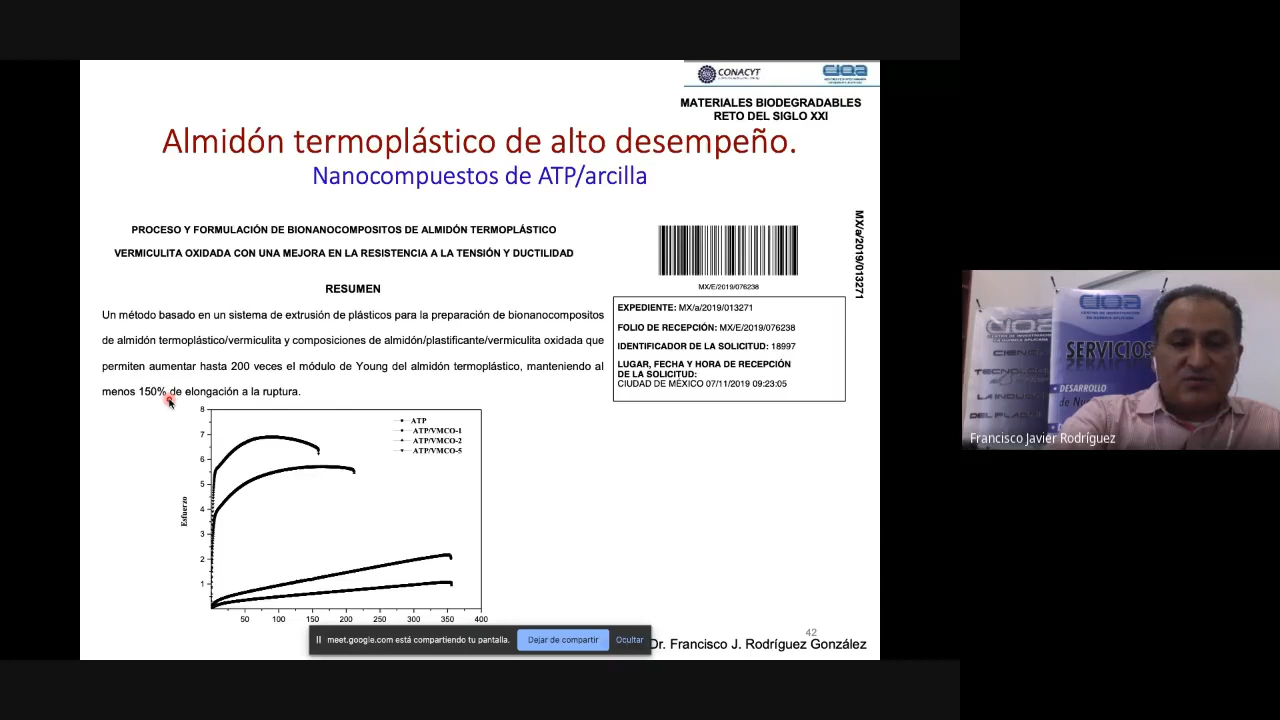 CONACYT
CIQA
MATERIALES BIODEGRADABLES
RETO DEL SIGLO XXI
Almidón termoplástico de alto desempeño.
Nanocompuestos de ATP/arcilla
PROCESO Y FORMULACIÓN DE BIONANOCOMPOSITOS DE ALMIDÓN TERMOPLÁSTICO
VERMICULITA OXIDADA CON UNA MEJORA EN LA RESISTENCIA A LA TENSIÓN Y DUCTILIDAD
RESUMEN
Un método basado en un sistema de extrusión de plásticos para la preparación de bionanocompositos
de almidón termoplástico/vermiculita y composiciones de almidón/plastificante/vermiculita oxidada que
permiten aumentar hasta 200 veces el módulo de Young del almidón termoplástico, manteniendo al
menos 150% de elongación a la ruptura.
MX/E/2019/076238
MX/a/2019/013271
EXPEDIENTE: MX/a/2019/013271
FOLIO DE RECEPCIÓN: MX/E/2019/076238
IDENTIFICADOR DE LA SOLICITUD: 18997
LUGAR, FECHA Y HORA DE RECEPCIÓN
DE LA SOLICITUD:
CIUDAD DE MÉXICO 07/11/2019 09:23:05
8
7
6
5
4
3
2
1
Esfuerzo
ATP
ATP/VMCO-1
ATP/VMCO-2
ATP/VMCO-5
50 100 150 200 250 300 350 400
meet.google.com está compartiendo tu pantalla.
Dejar de compartir
Ocultar
42
Dr. Francisco J. Rodríguez González
CIQA
SERVICIOS
DESARROLLO
Francisco Javier Rodríguez